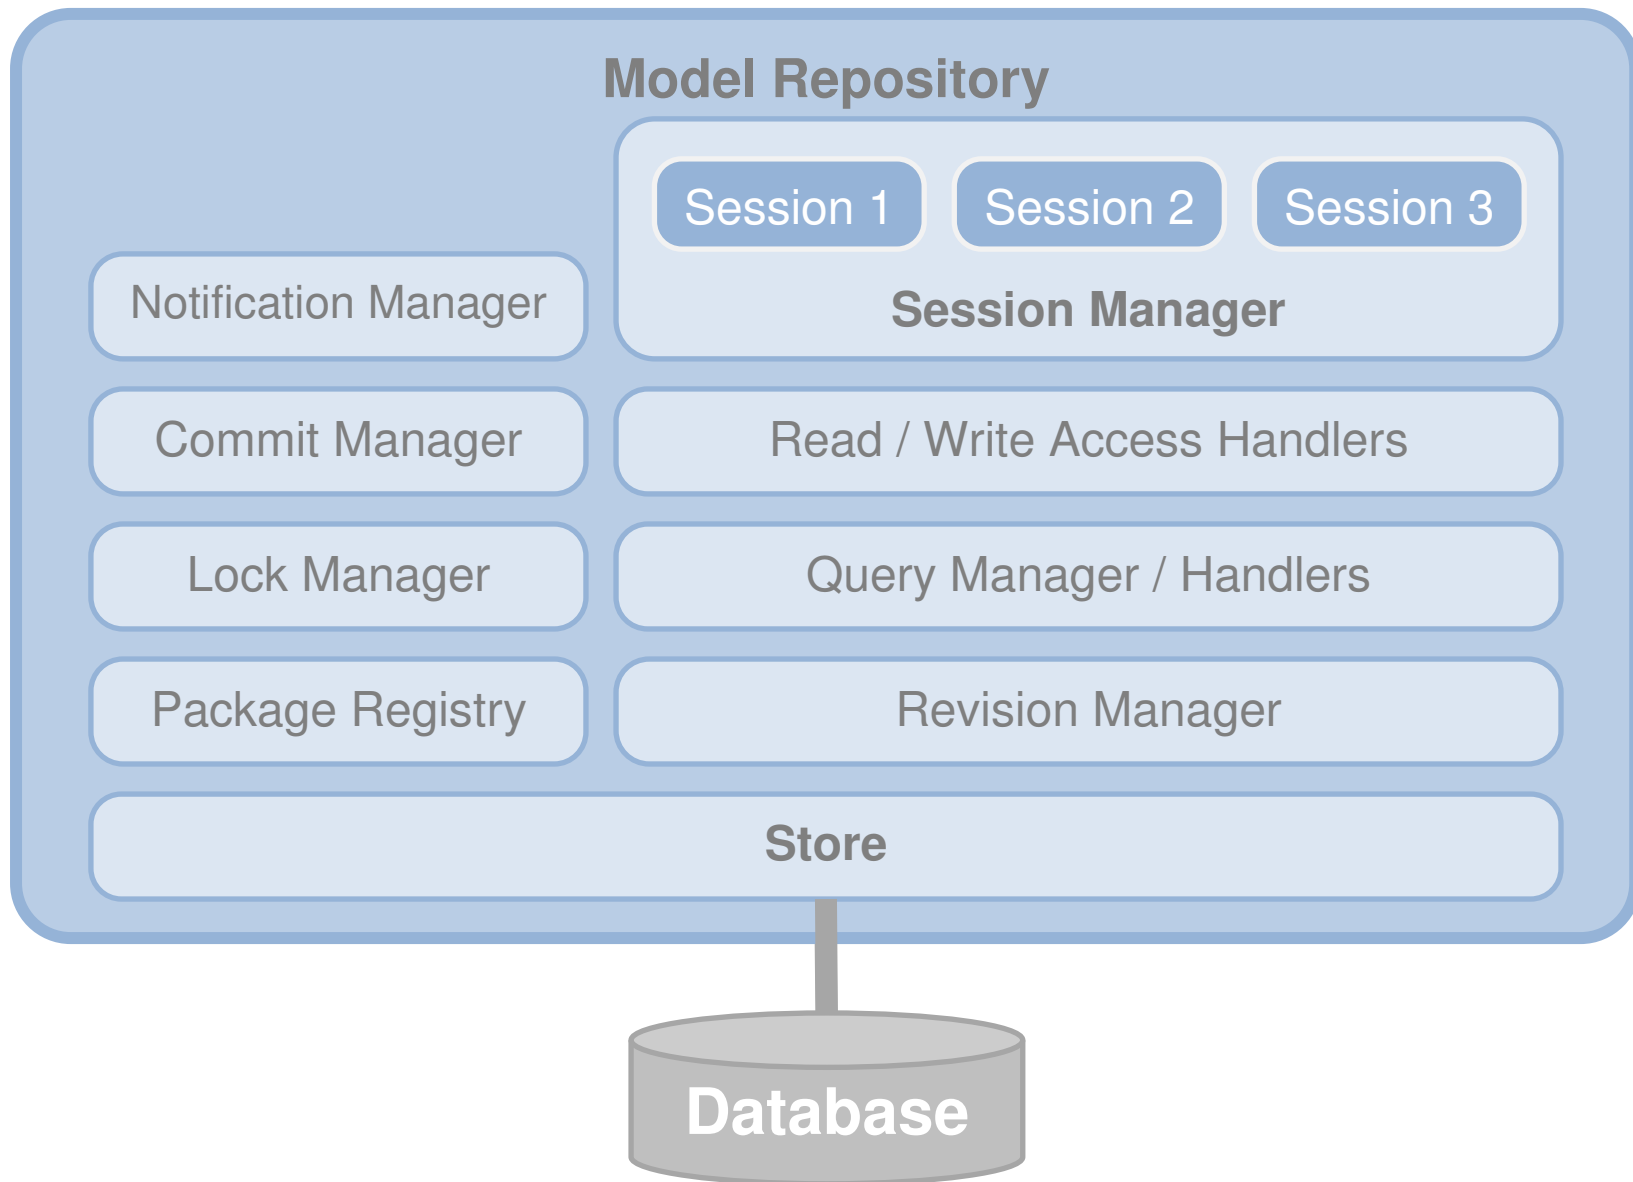 Model Repository
Session 1
Session 2
Session 3
Session Manager
Notification Manager
Commit Manager
Read / Write Access Handlers
Lock Manager
Query Manager / Handlers
Package Registry
Revision Manager
Store
Database